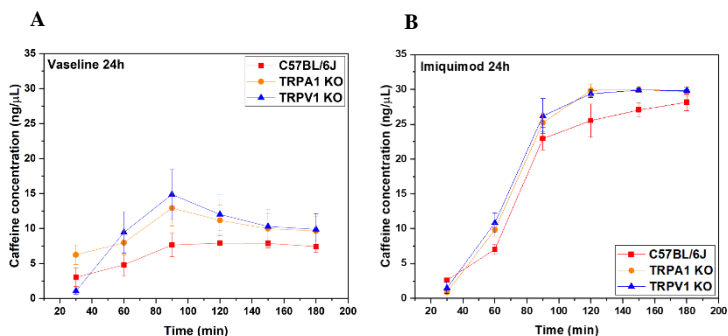 A
B
Vaseline 24h
C57BL/6J
TRPA1 KO
TRPV1 KO
Caffeine concentration (ng/µL)
35
30
25
20
15
10
5
0
0 20 40 60 80 100 120 140 160 180 200
Time (min)
Imiquimod 24h
C57BL/6J
TRPA1 KO
TRPV1 KO
Caffeine concentration (ng/µL)
35
30
25
20
15
10
5
0
0 20 40 60 80 100 120 140 160 180 200
Time (min)